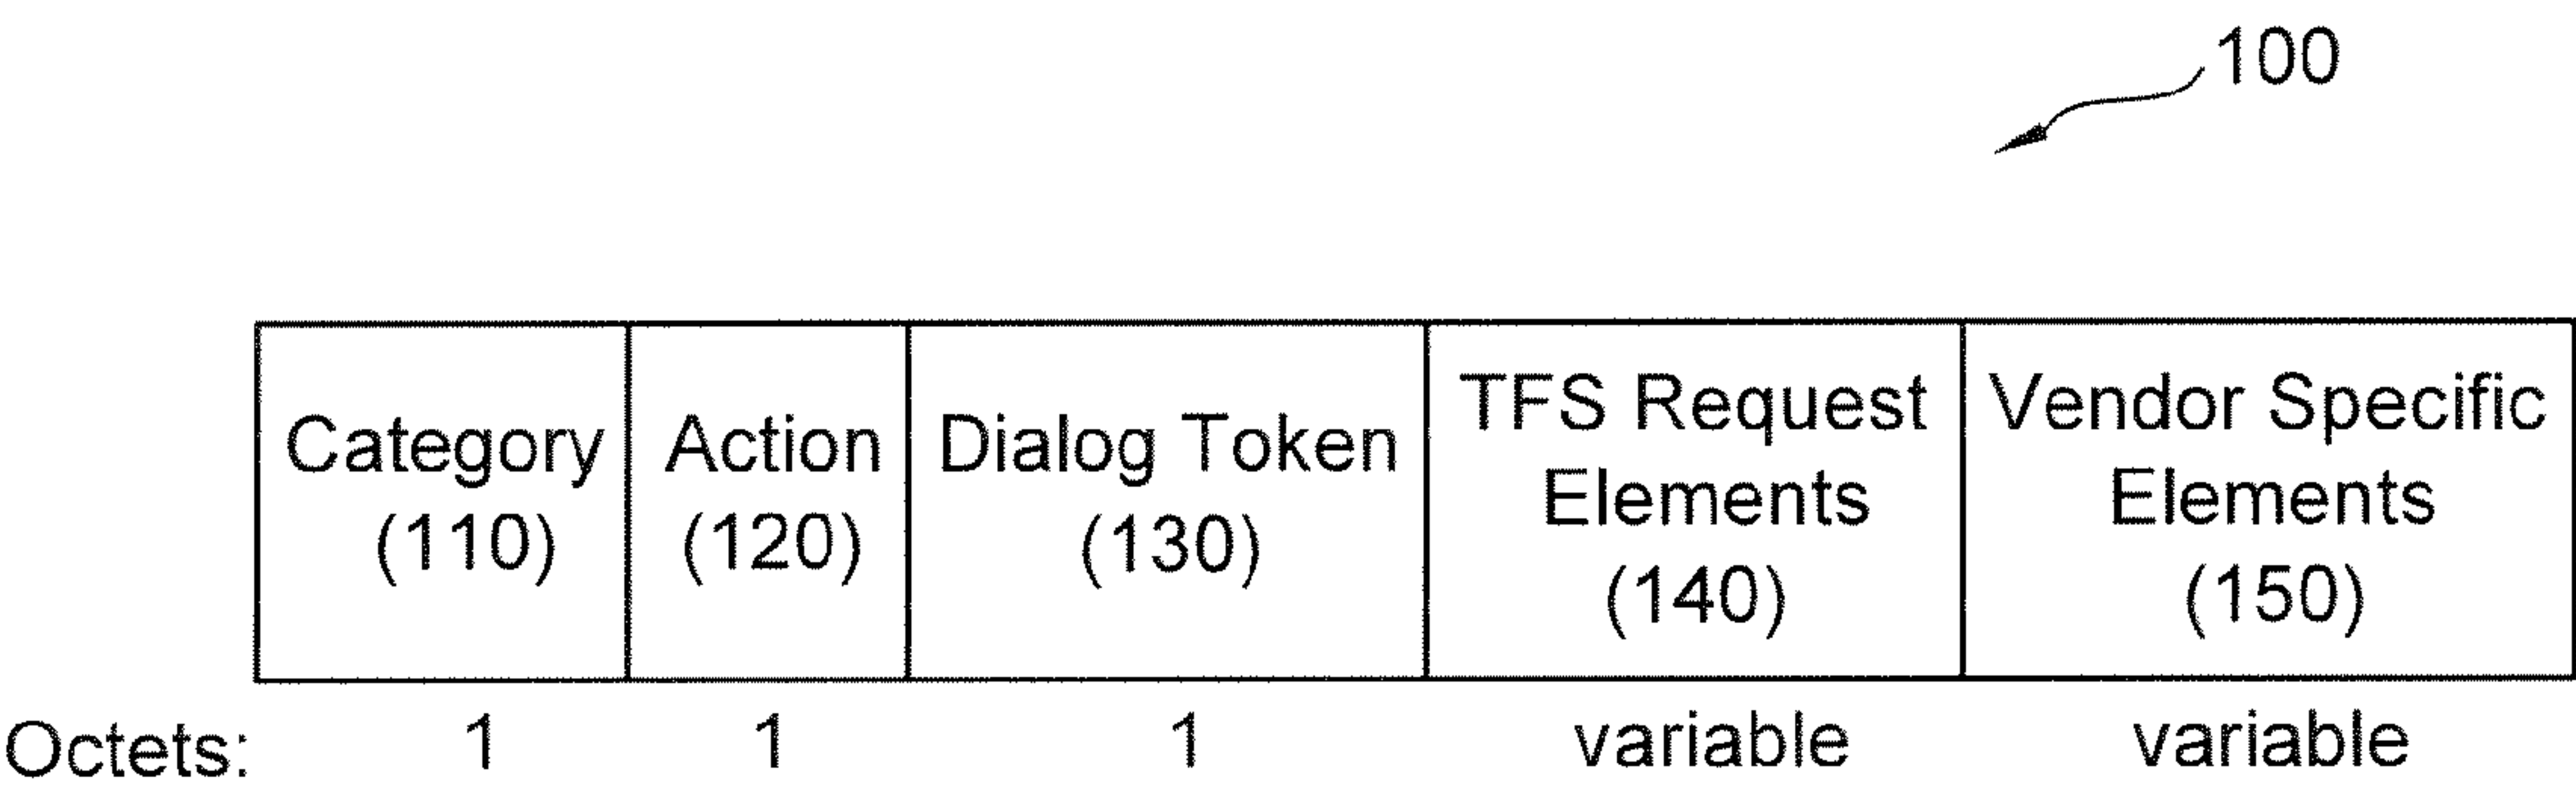 100
Category
(110)
Action
(120)
Dialog Token
(130)
TFS Request
Elements
(140)
Vendor Specific
Elements
(150)
Octets: 1 1 1 variable variable